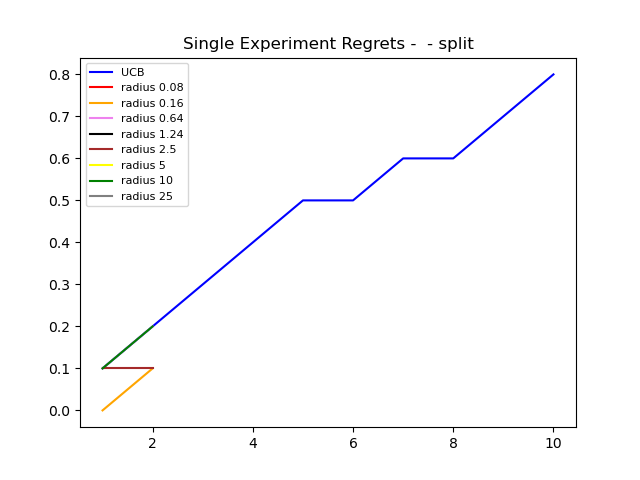 Single Experiment Regrets -  - split
UCB
radius 0.08
radius 0.16
radius 0.64
radius 1.24
radius 2.5
radius 5
radius 10
radius 25
0.8
0.7
0.6
0.5
0.4
0.3
0.2
0.1
0.0
2 4 6 8 10